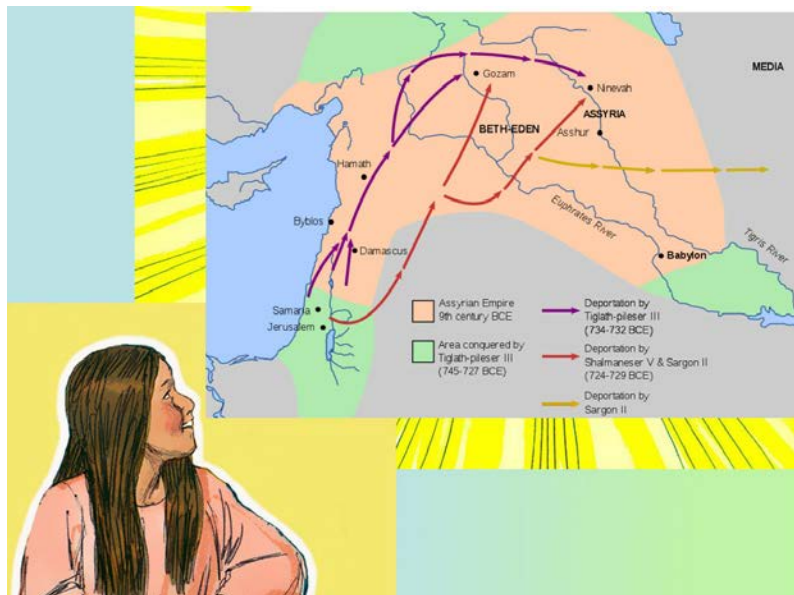 MEDIA
Gozam
Ninevah
ASSYRIA
BETH-EDEN
Asshur
Hamath
Euphrates River
Byblos
Tigris River
Damascus
Babylon
Samaria
Jerusalem
Assyrian Empire
9th century BCE
Area conquered by
Tiglath-pileser III
(745-727 BCE)
Deportation by
Tiglath-pileser III
(734-732 BCE)
Deportation by
Shalmaneser V & Sargon II
(724-729 BCE)
Deportation by
Sargon II